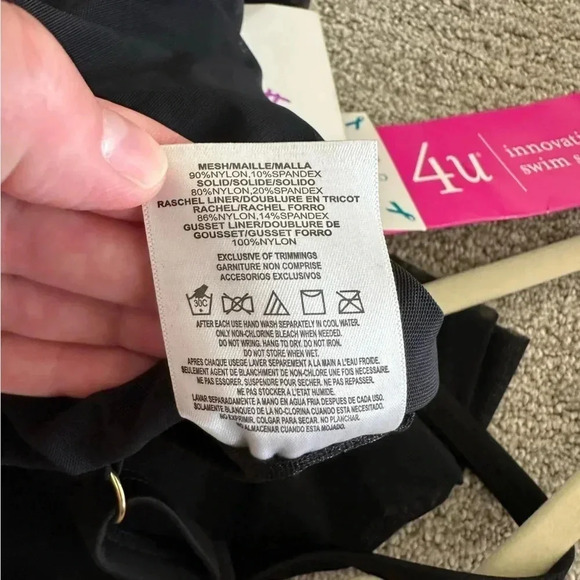 MESH/MAILLE/MALLA
90%NYLON,10%SPANDEX
SOLID/SOLIDE/SOLIDO
80%NYLON,20%SPANDEX
RASCHEL LINER/DOUBLURE EN TRICOT
RACHEL/RACHEL FORRO
86%NYLON,14%SPANDEX
GUSSET LINER/DOUBLURE DE
GOUSSET/GUSSET FORRO
100%NYLON
EXCLUSIVE OF TRIMMINGS
GARNITURE NON COMPRISE
ACCESORIOS EXCLUSIVOS
30C
AFTER EACH USE HAND WASH SEPARATELY IN COOL WATER.
ONLY NON-CHLORINE BLEACH WHEN NEEDED.
DO NOT WRING. HANG TO DRY. DO NOT IRON.
DO NOT STORE WHEN WET.
APRES CHAQUE USEGE LAVER SEPAREMENT A LA MAIN A L'EAU FROIDE.
SEULEMENT AGENT DE BLANCHIMENT DE NON-CHLORE UNE FOIS NECESSAIRE.
NE PAS ESSORER. SUSPENDRE POUR SECHER. NE PAS REPASSER.
NE PAS STOCKER A L'ETAT HUMIDE.
LAVAR SEPARADAMENTE A MANO EN AGUA FRIA DESPUES DE CADA USO.
SOLAMENTE BLANQUEO DE LA NO-CLORINA CUANDO ESTA NECESITADO.
NO EXPRIMIR. COLGAR PARA SECAR. NO PLANCHAR.
NO ALMACENAR CUANDO ESTA MOJADO.
4u®
innovati
swim